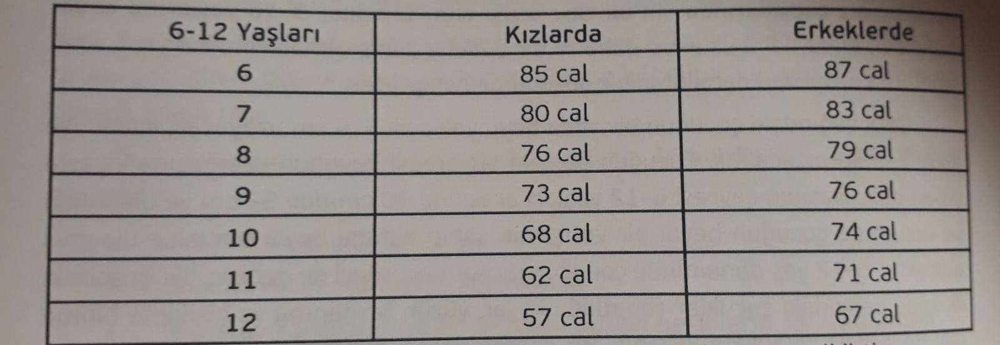 6-12 Yaşları Kızlarda Erkeklerde
6 85 cal 87 cal
7 80 cal 83 cal
8 76 cal 79 cal
9 73 cal 76 cal
10 68 cal 74 cal
11 62 cal 71 cal
12 57 cal 67 cal